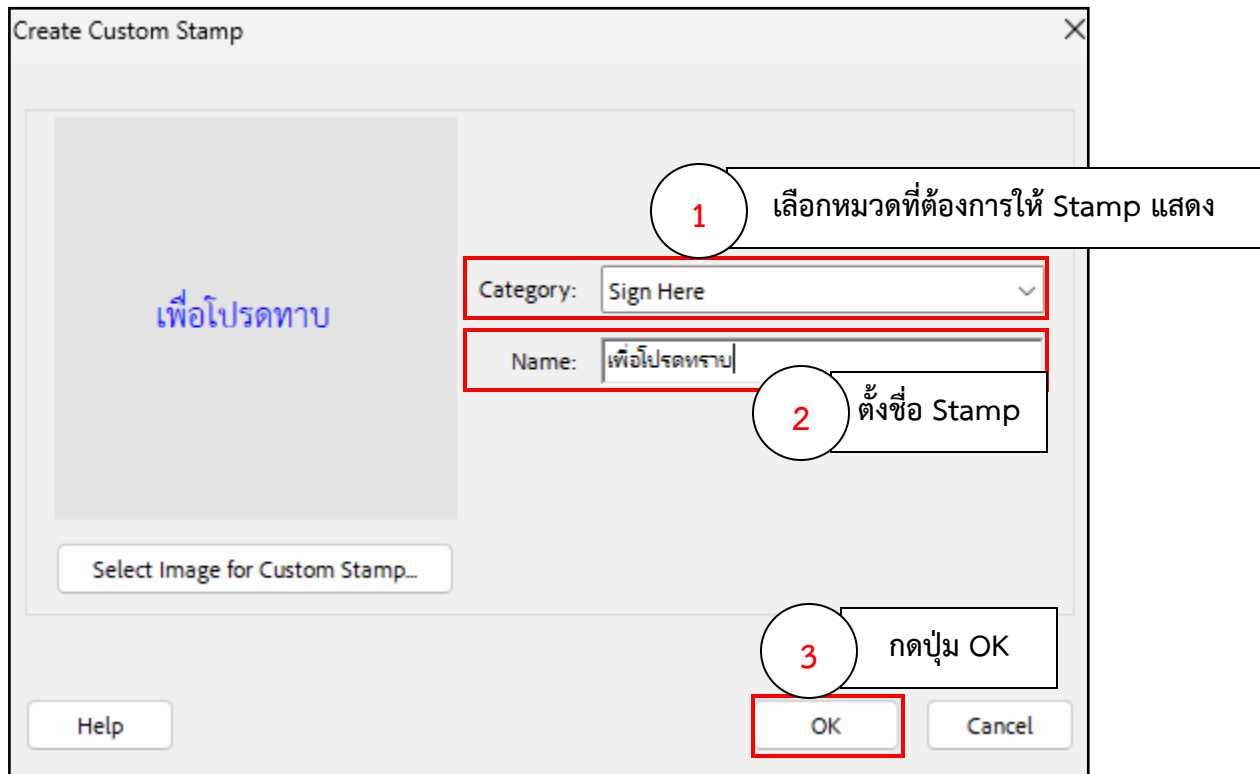 Create Custom Stamp
1 เลือกหมวดที่ต้องการให้ Stamp แสดง
Category: Sign Here
เพื่อโปรดทาบ
Name: เพื่อโปรดทราบ
2 ตั้งชื่อ Stamp
Select Image for Custom Stamp...
3 กดปุ่ม OK
Help OK Cancel